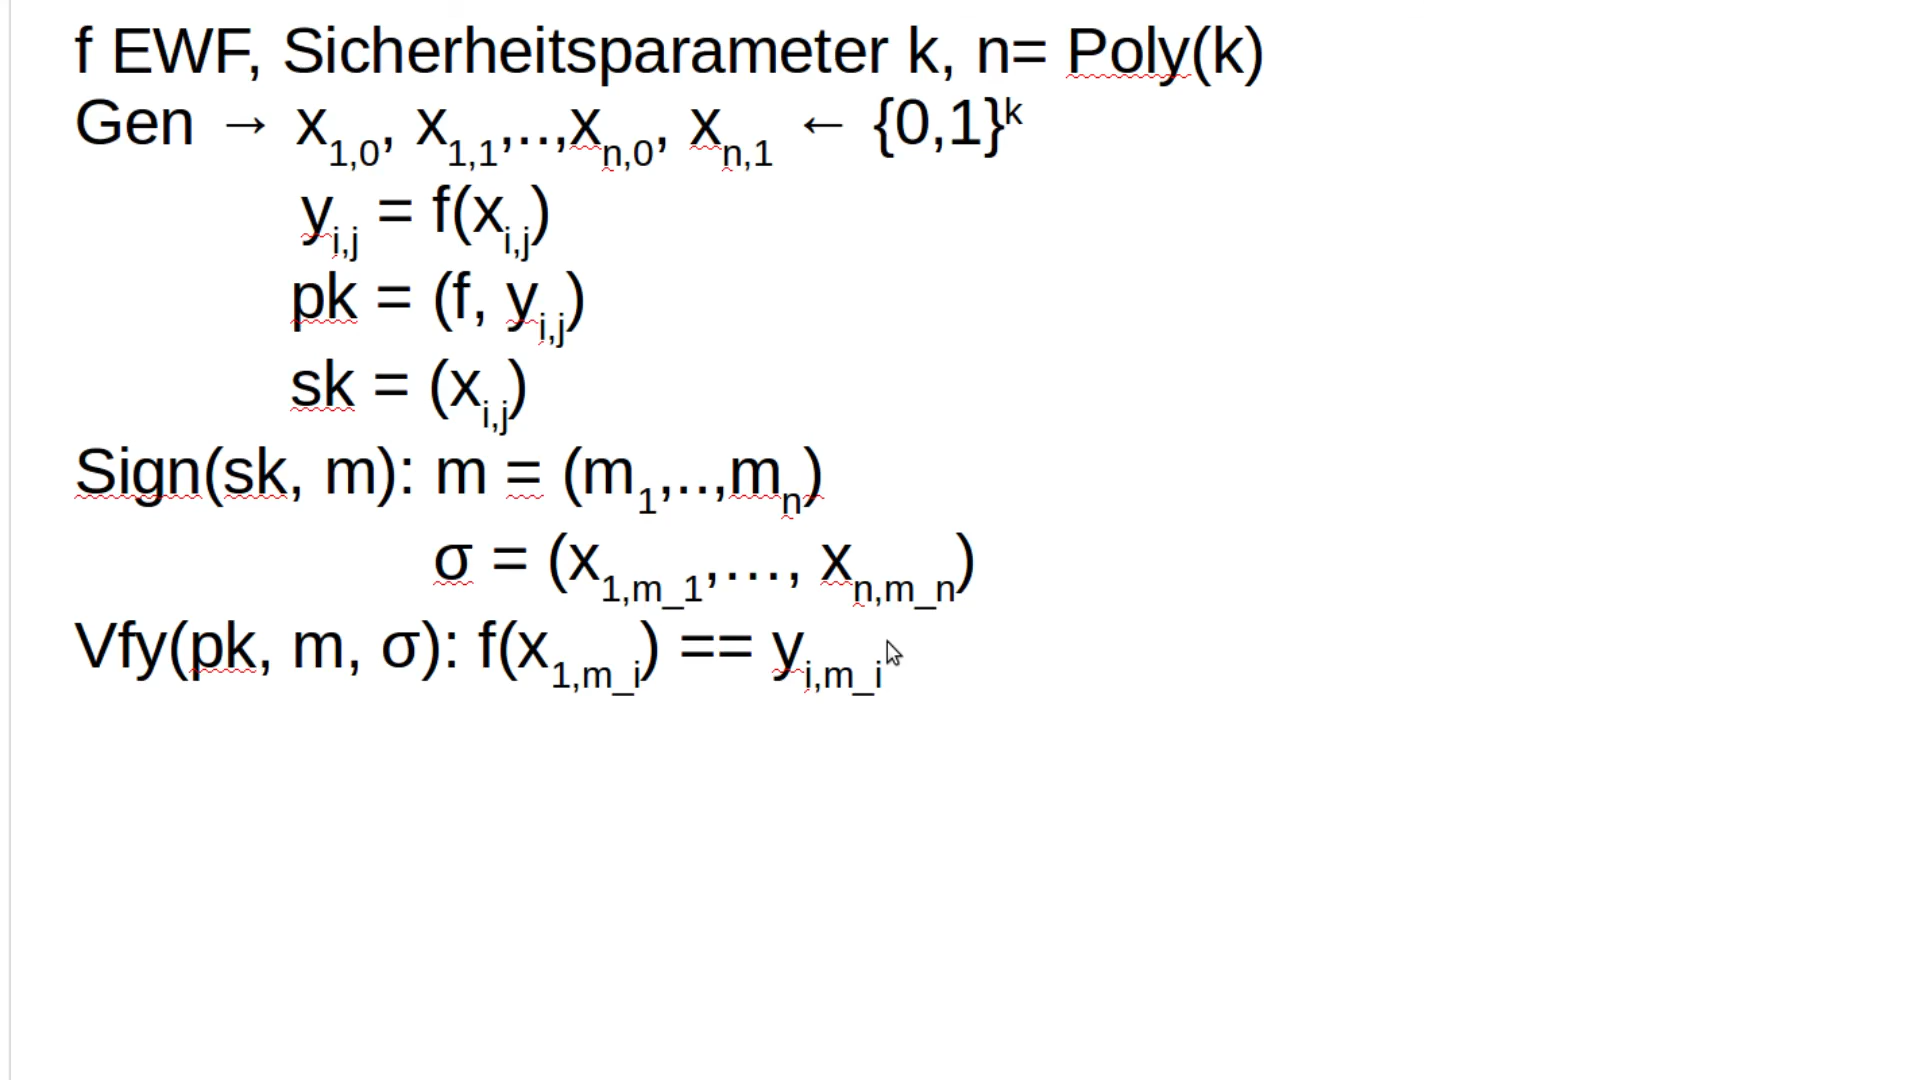 f EWF, Sicherheitsparameter k, n= Poly(k)
Gen → x1,0, x1,1,..,xn,0, xn,1 ← {0,1}k
yi,j = f(xi,j)
pk = (f, yi,j)
sk = (xi,j)
Sign(sk, m): m = (m1,..,mn)
σ = (x1,m_1,…, xn,m_n)
Vfy(pk, m, σ): f(x1,m_i) == yi,m_i